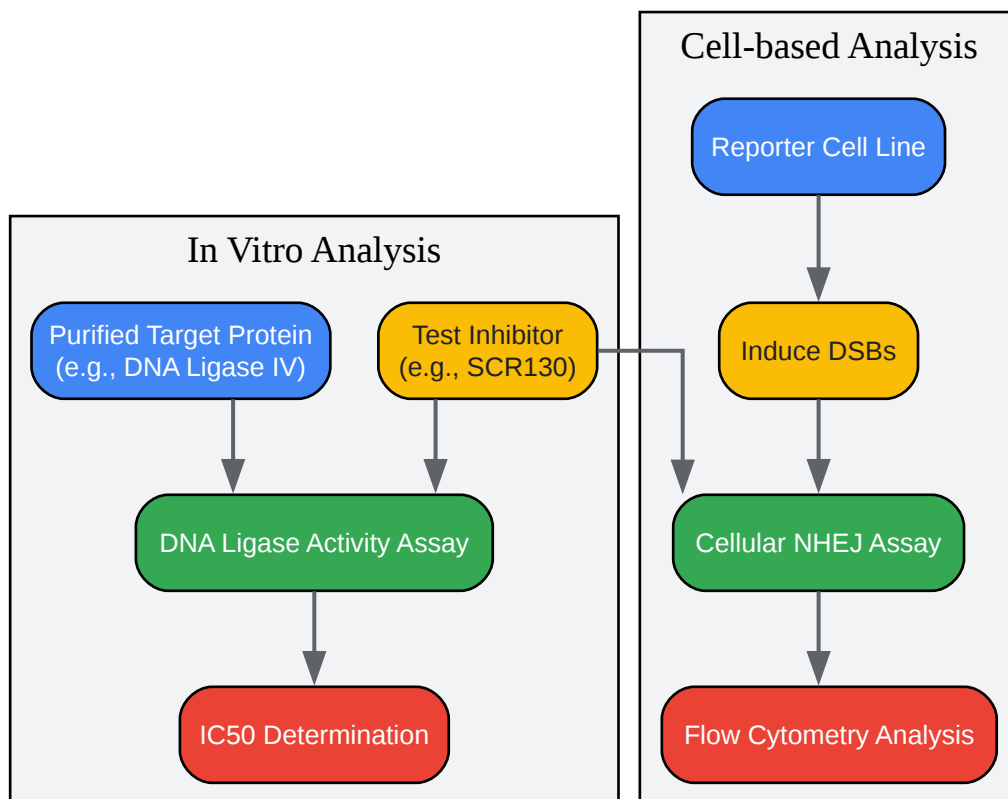 Cell-based Analysis
Reporter Cell Line
In Vitro Analysis
Purified Target Protein
(e.g., DNA Ligase IV)
Test Inhibitor
(e.g., SCR130)
Induce DSBs
DNA Ligase Activity Assay
Cellular NHEJ Assay
IC50 Determination
Flow Cytometry Analysis